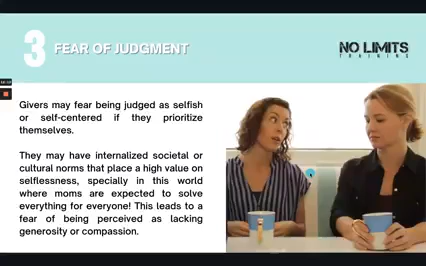 3 FEAR OF JUDGMENT
NO LIMITS
TRAINING
Givers may fear being judged as selfish
or self-centered if they prioritize
themselves.
They may have internalized societal or
cultural norms that place a high value on
selflessness, specially in this world
where moms are expected to solve
everything for everyone! This leads to a
fear of being perceived as lacking
generosity or compassion.